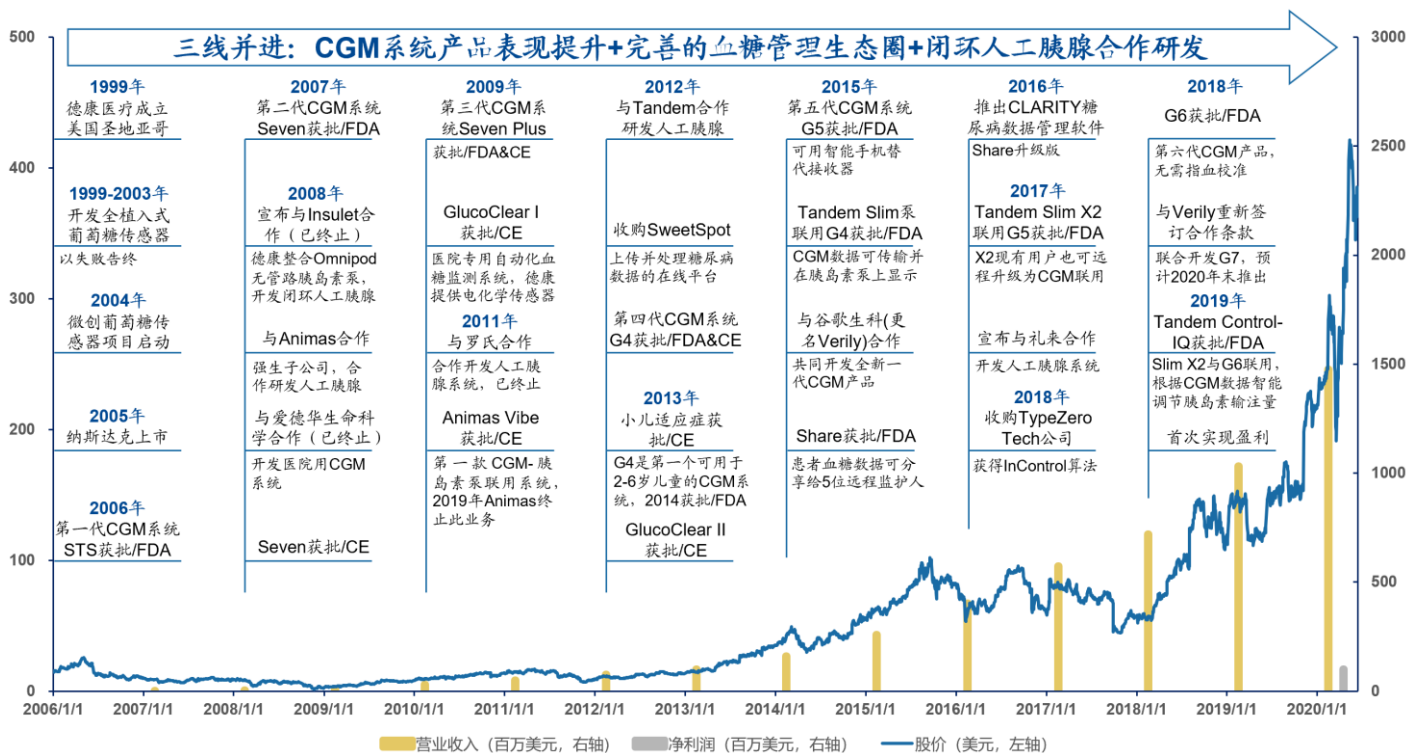 三线并进：CGM系统产品表现提升+完善的血糖管理生态圈+闭环人工胰腺合作研发
500
400
300
200
100
0
3000
2500
2000
1500
1000
500
0
1999年
德康医疗成立
美国圣地亚哥
1999-2003年
开发全植入式
葡萄糖传感器
以失败告终
2004年
微创葡萄糖传
感器项目启动
2005年
纳斯达克上市
2006年
第一代CGM系统
STS获批/FDA
2007年
第二代CGM系统
Seven获批/FDA
2008年
宣布与Insulet合
作（已终止）
德康整合Omnipod
无管路胰岛素泵，
开发闭环人工胰腺
与Animas合作
强生子公司，合
作研发人工胰腺
与爱德华生命科
学合作（已终止）
开发医院用CGM
系统
Seven获批/CE
2009年
第三代CGM系
统Seven Plus
获批/FDA&CE
GlucoClear I
获批/CE
医院专用自动化血
糖监测系统，德康
提供电化学传感器
2011年
与罗氏合作
合作开发人工胰
腺系统，已终止
Animas Vibe
获批/CE
第一款CGM-胰
岛素泵联用系统，
2019年Animas终
止此业务
2012年
与Tandem合作
研发人工胰腺
收购SweetSpot
上传并处理糖尿病
数据的在线平台
第四代CGM系统
G4获批/FDA&CE
2013年
小儿适应症获
批/CE
G4是第一个可用于
2-6岁儿童的CGM系
统，2014获批/FDA
GlucoClear II
获批/CE
2015年
第五代CGM系统
G5获批/FDA
可用智能手机替
代接收器
Tandem Slim泵
联用G4获批/FDA
CGM数据可传输并
在胰岛素泵上显示
与谷歌生科(更
名Verily)合作
共同开发全新一
代CGM产品
Share获批/FDA
患者血糖数据可分
享给5位远程监护人
2016年
推出CLARITY糖
尿病数据管理软件
Share升级版
2017年
Tandem Slim X2
联用G5获批/FDA
X2现有用户也可远
程升级为CGM联用
宣布与礼来合作
开发人工胰腺系统
2018年
收购TypeZero
Tech公司
获得InControl算法
2018年
G6获批/FDA
第六代CGM产品，
无需指血校准
与Verily重新签
订合作条款
联合开发G7，预
计2020年末推出
2019年
Tandem Control-
IQ获批/FDA
Slim X2与G6联用，
根据CGM数据智能
调节胰岛素输注量
首次实现盈利
2006/1/1
2007/1/1
2008/1/1
2009/1/1
2010/1/1
2011/1/1
2012/1/1
2013/1/1
2014/1/1
2015/1/1
2016/1/1
2017/1/1
2018/1/1
2019/1/1
2020/1/1
营业收入（百万美元，右轴）
净利润（百万美元，右轴）
股价（美元，左轴）